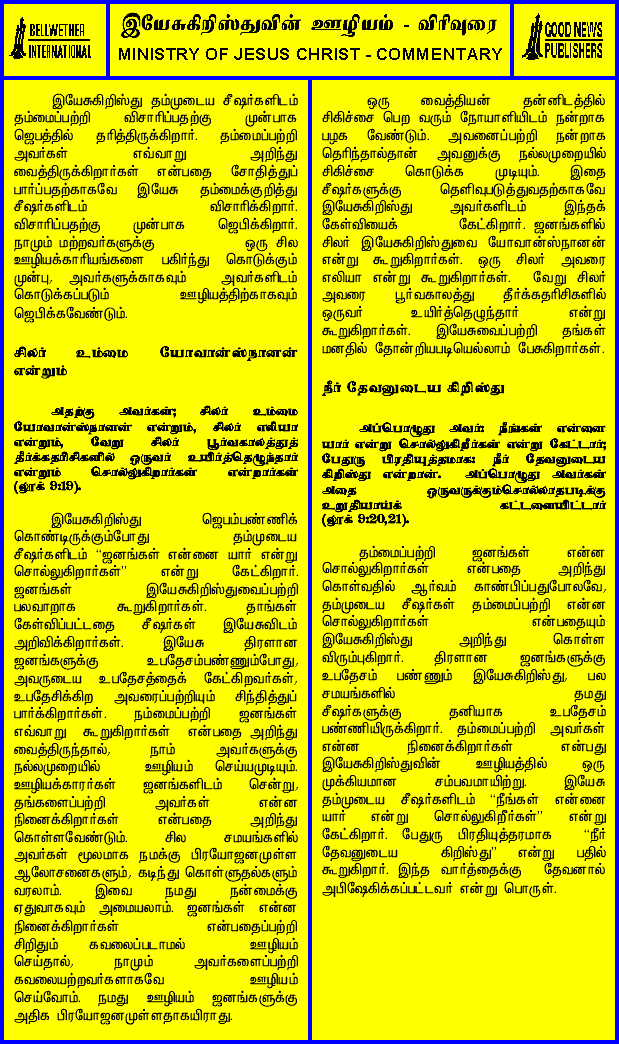 BELLWETHER
INTERNATIONAL
இயேசுகிறிஸ்துவின் ஊழியம் - விரிவுரை
MINISTRY OF JESUS CHRIST - COMMENTARY
GOOD NEWS
PUBLISHERS
இயேசுகிறிஸ்து தம்முடைய சீஷர்களிடம்
தம்மைப்பற்றி விசாரிப்பதற்கு முன்பாக
ஜெபத்தில் தரித்திருக்கிறார். தம்மைப்பற்றி
அவர்கள் எவ்வாறு அறிந்து
வைத்திருக்கிறார்கள் என்பதை சோதித்துப்
பார்ப்பதற்காகவே இயேசு தம்மைக்குறித்து
சீஷர்களிடம் விசாரிக்கிறார்.
விசாரிப்பதற்கு முன்பாக ஜெபிக்கிறார்.
நாமும் மற்றவர்களுக்கு ஒரு சில
ஊழியக்காரியங்களை பகிர்ந்து கொடுக்கும்
முன்பு, அவர்களுக்காகவும் அவர்களிடம்
கொடுக்கப்படும் ஊழியத்திற்காகவும்
ஜெபிக்கவேண்டும்.
சிலர் உம்மை யோவான்ஸ்நானன்
என்றும்
அதற்கு அவர்கள்; சிலர் உம்மை
யோவான்ஸ்நானன் என்றும், சிலர் எலியா
என்றும், வேறு சிலர் பூர்வகாலத்துத்
தீர்க்கதரிசிகளில் ஒருவர் உயிர்த்தெழுந்தார்
என்றும் சொல்லுகிறார்கள் என்றார்கள்
(லூக் 9:19).
இயேசுகிறிஸ்து ஜெபம்பண்ணிக்
கொண்டிருக்கும்போது தம்முடைய
சீஷர்களிடம் "ஜனங்கள் என்னை யார் என்று
சொல்லுகிறார்கள்" என்று கேட்கிறார்.
ஜனங்கள் இயேசுகிறிஸ்துவைப்பற்றி
பலவாறாக கூறுகிறார்கள். தாங்கள்
கேள்விப்பட்டதை சீஷர்கள் இயேசுவிடம்
அறிவிக்கிறார்கள். இயேசு திரளான
ஜனங்களுக்கு உபதேசம்பண்ணும்போது,
அவருடைய உபதேசத்தைக் கேட்கிறவர்கள்,
உபதேசிக்கிற அவரைப்பற்றியும் சிந்தித்துப்
பார்க்கிறார்கள். நம்மைப்பற்றி ஜனங்கள்
எவ்வாறு கூறுகிறார்கள் என்பதை அறிந்து
வைத்திருந்தால், நாம் அவர்களுக்கு
நல்லமுறையில் ஊழியம் செய்யமுடியும்.
ஊழியக்காரர்கள் ஜனங்களிடம் சென்று,
தங்களைப்பற்றி அவர்கள் என்ன
நினைக்கிறார்கள் என்பதை அறிந்து
கொள்ளவேண்டும். சில சமயங்களில்
அவர்கள் மூலமாக நமக்கு பிரயோஜனமுள்ள
ஆலோசனைகளும், கடிந்து கொள்ளுதல்களும்
வரலாம். இவை நமது நன்மைக்கு
ஏதுவாகவும் அமையலாம். ஜனங்கள் என்ன
நினைக்கிறார்கள் என்பதைப்பற்றி
சிறிதும் கவலைப்படாமல் ஊழியம்
செய்தால், நாமும் அவர்களைப்பற்றி
கவலையற்றவர்களாகவே ஊழியம்
செய்வோம். நமது ஊழியம் ஜனங்களுக்கு
அதிக பிரயோஜனமுள்ளதாகயிராது.
ஒரு வைத்தியன் தன்னிடத்தில்
சிகிச்சை பெற வரும் நோயாளியிடம் நன்றாக
பழக வேண்டும். அவனைப்பற்றி நன்றாக
தெரிந்தால்தான் அவனுக்கு நல்லமுறையில்
சிகிச்சை கொடுக்க முடியும். இதை
சீஷர்களுக்கு தெளிவுபடுத்துவதற்காகவே
இயேசுகிறிஸ்து அவர்களிடம் இந்தக்
கேள்வியைக் கேட்கிறார். ஜனங்களில்
சிலர் இயேசுகிறிஸ்துவை யோவான்ஸ்நானன்
என்று கூறுகிறார்கள். ஒரு சிலர் அவரை
எலியா என்று கூறுகிறார்கள். வேறு சிலர்
அவரை பூர்வகாலத்து தீர்க்கதரிசிகளில்
ஒருவர் உயிர்த்தெழுந்தார் என்று
கூறுகிறார்கள். இயேசுவைப்பற்றி தங்கள்
மனதில் தோன்றியபடியெல்லாம் பேசுகிறார்கள்.
நீர் தேவனுடைய கிறிஸ்து
அப்பொழுது அவர்: நீங்கள் என்னை
யார் என்று சொல்லுகிறீர்கள் என்று கேட்டார்;
பேதுரு பிரதியுத்தமாக: நீர் தேவனுடைய
கிறிஸ்து என்றான். அப்பொழுது அவர்கள்
அதை ஒருவருக்கும்சொல்லாதபடிக்கு
உறுதியாய்க் கட்டளையிட்டார்
(லூக் 9:20,21).
தம்மைப்பற்றி ஜனங்கள் என்ன
சொல்லுகிறார்கள் என்பதை அறிந்து
கொள்வதில் ஆர்வம் காண்பிப்பதுபோலவே,
தம்முடைய சீஷர்கள் தம்மைப்பற்றி என்ன
சொல்லுகிறார்கள் என்பதையும்
இயேசுகிறிஸ்து அறிந்து கொள்ள
விரும்புகிறார். திரளான ஜனங்களுக்கு
உபதேசம் பண்ணும் இயேசுகிறிஸ்து, பல
சமயங்களில் தமது
சீஷர்களுக்கு தனியாக உபதேசம்
பண்ணியிருக்கிறார். தம்மைப்பற்றி அவர்கள்
என்ன நினைக்கிறார்கள் என்பது
இயேசுகிறிஸ்துவின் ஊழியத்தில் ஒரு
முக்கியமான சம்பவமாயிற்று. இயேசு
தம்முடைய சீஷர்களிடம் "நீங்கள் என்னை
யார் என்று சொல்லுகிறீர்கள்" என்று
கேட்கிறார். பேதுரு பிரதியுத்தரமாக "நீர்
தேவனுடைய கிறிஸ்து" என்று பதில்
கூறுகிறார். இந்த வார்த்தைக்கு தேவனால்
அபிஷேகிக்கப்பட்டவர் என்று பொருள்.